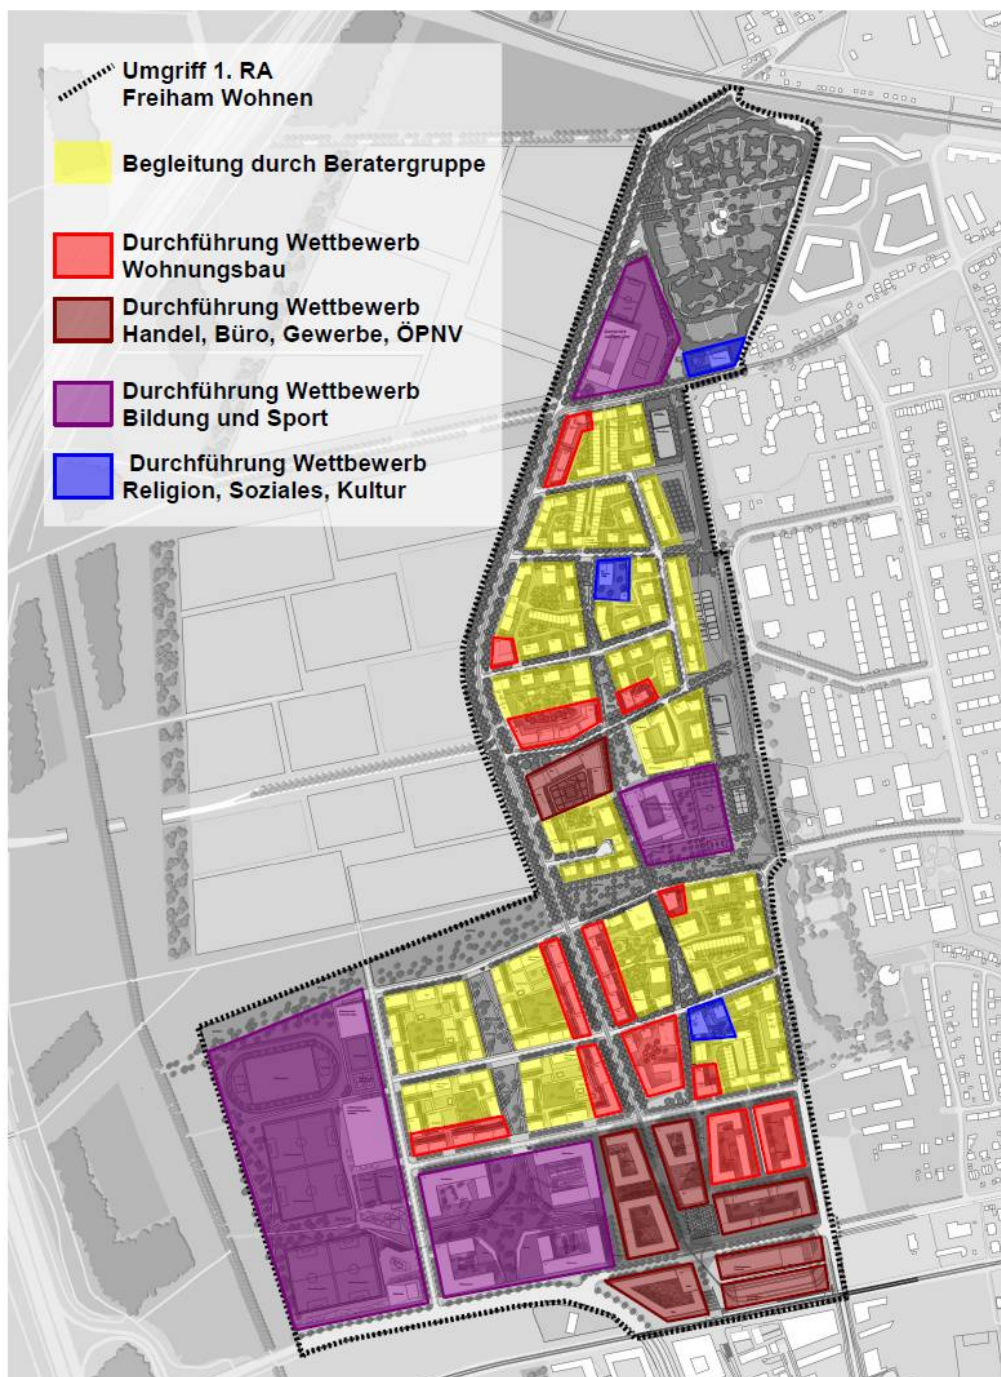 Umgriff 1. RA
Freiham Wohnen
Begleitung durch Beratergruppe
Durchführung Wettbewerb
Wohnungsbau
Durchführung Wettbewerb
Handel, Büro, Gewerbe, ÖPNV
Durchführung Wettbewerb
Bildung und Sport
Durchführung Wettbewerb
Religion, Soziales, Kultur